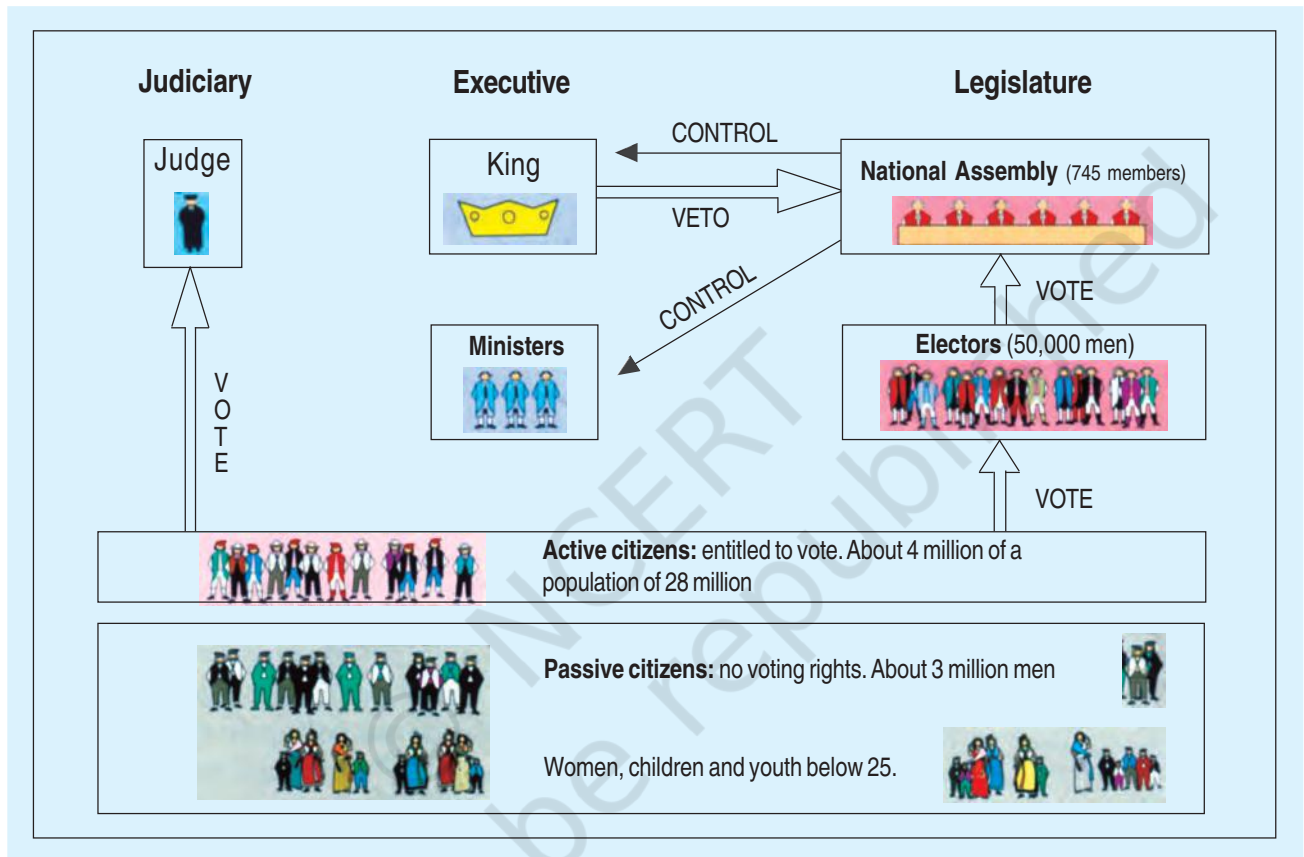 Judiciary
Executive
Legislature
Judge
King
CONTROL
VETO
National Assembly (745 members)
CONTROL
Ministers
VOTE
Electors (50,000 men)
VOTE
VOTE
Active citizens: entitled to vote. About 4 million of a
population of 28 million
Passive citizens: no voting rights. About 3 million men
Women, children and youth below 25.
© NCERT
be republished